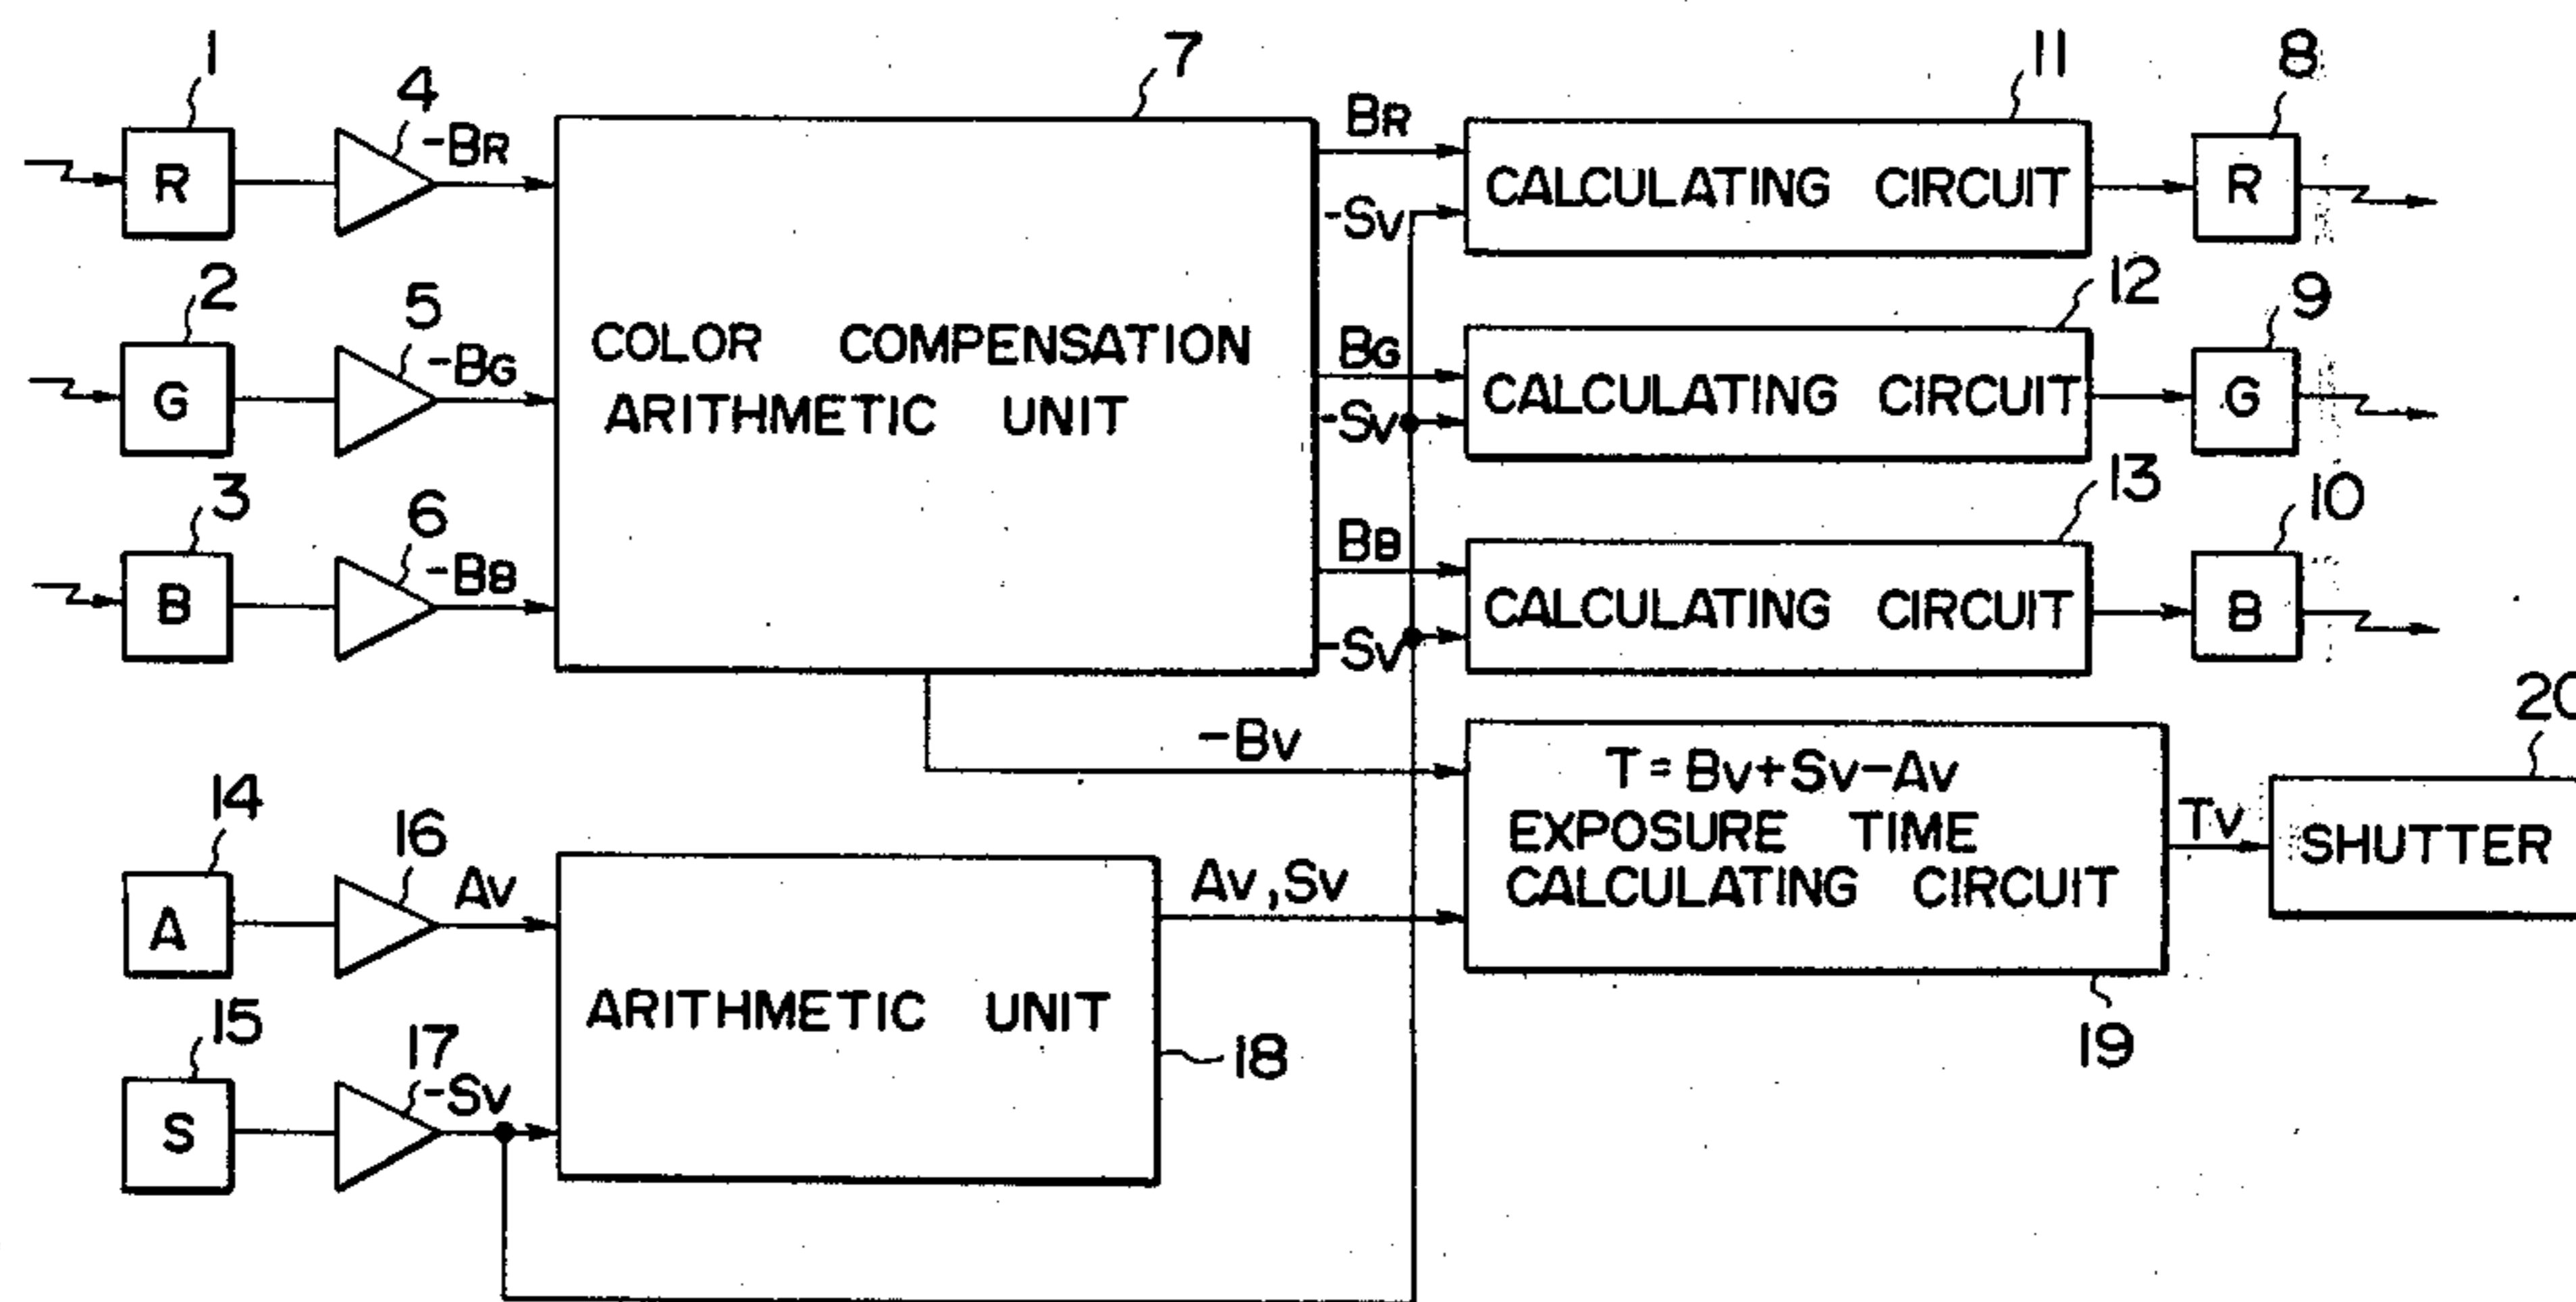 1
4
7
11
8
R
-BR
BR
-SV
CALCULATING CIRCUIT
R
2
5
12
9
G
-BG
COLOR COMPENSATION
ARITHMETIC UNIT
BG
-SV
CALCULATING CIRCUIT
G
3
6
13
10
B
-BB
BB
-SV
CALCULATING CIRCUIT
B
-BV
T=BV+SV-AV
EXPOSURE TIME
CALCULATING CIRCUIT
19
TV
20
SHUTTER
14
16
A
AV
ARITHMETIC UNIT
18
AV,SV
15
17
S
-SV